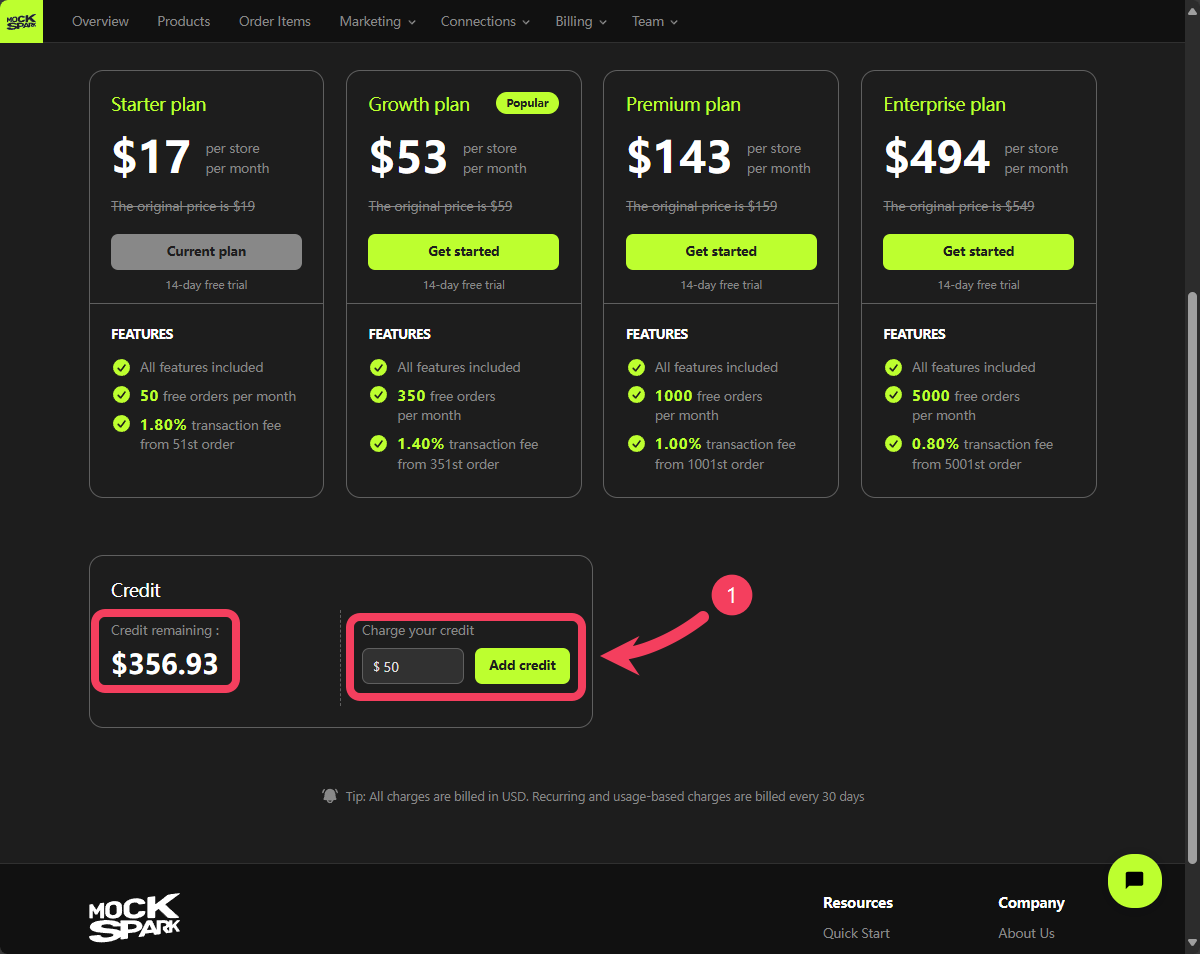 MOCK SPARK
Overview Products Order Items Marketing Connections Billing Team
Starter plan
$17 per store
per month
The original price is $19
Current plan
14-day free trial
FEATURES
All features included
50 free orders per month
1.80% transaction fee
from 51st order
Growth plan Popular
$53 per store
per month
The original price is $59
Get started
14-day free trial
FEATURES
All features included
350 free orders
per month
1.40% transaction fee
from 351st order
Premium plan
$143 per store
per month
The original price is $159
Get started
14-day free trial
FEATURES
All features included
1000 free orders
per month
1.00% transaction fee
from 1001st order
Enterprise plan
$494 per store
per month
The original price is $549
Get started
14-day free trial
FEATURES
All features included
5000 free orders
per month
0.80% transaction fee
from 5001st order
Credit
Credit remaining :
$356.93
Charge your credit
$ 50 Add credit
1
Tip: All charges are billed in USD. Recurring and usage-based charges are billed every 30 days
MOCK
SPARK
Resources
Quick Start
Company
About Us